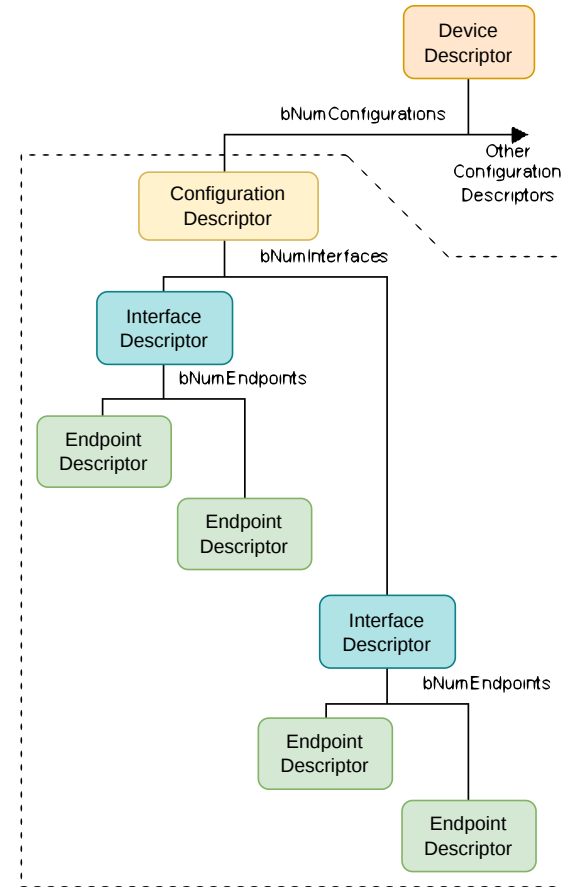 Device
Descriptor
bNumConfigurations
Other
Configuration
Descriptors
Configuration
Descriptor
bNumInterfaces
Interface
Descriptor
bNumEndpoints
Endpoint
Descriptor
Endpoint
Descriptor
Interface
Descriptor
bNumEndpoints
Endpoint
Descriptor
Endpoint
Descriptor